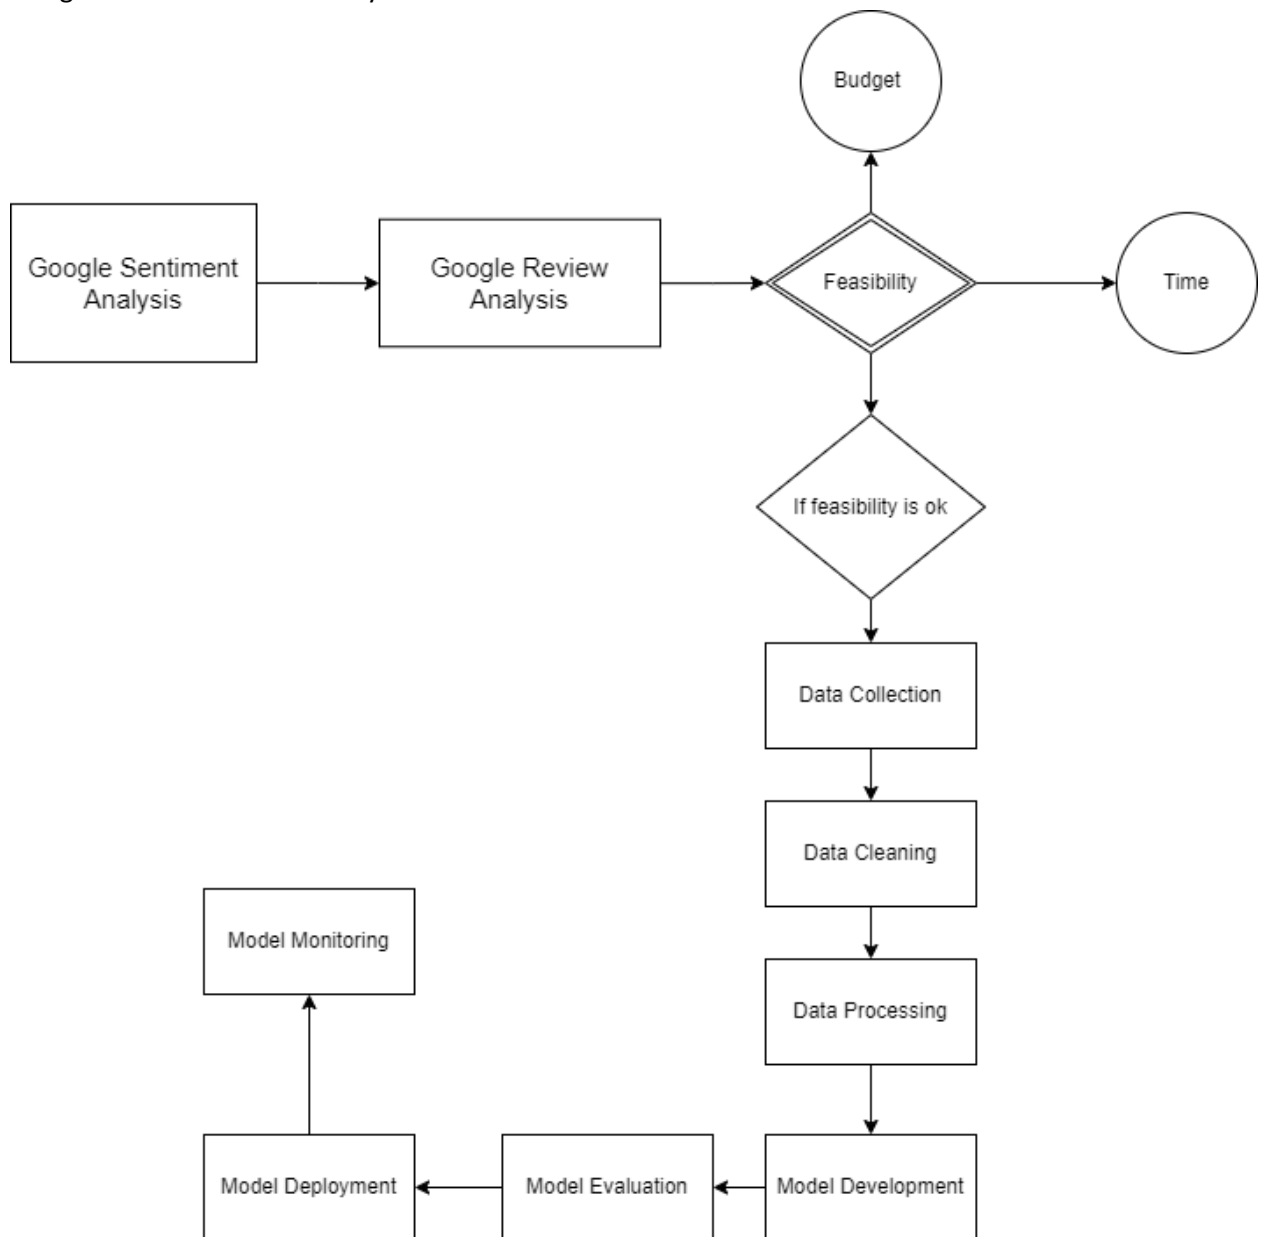 Budget
Google Sentiment
Analysis
Google Review
Analysis
Feasibility
Time
If feasibility is ok
Data Collection
Data Cleaning
Model Monitoring
Data Processing
Model Deployment
Model Evaluation
Model Development